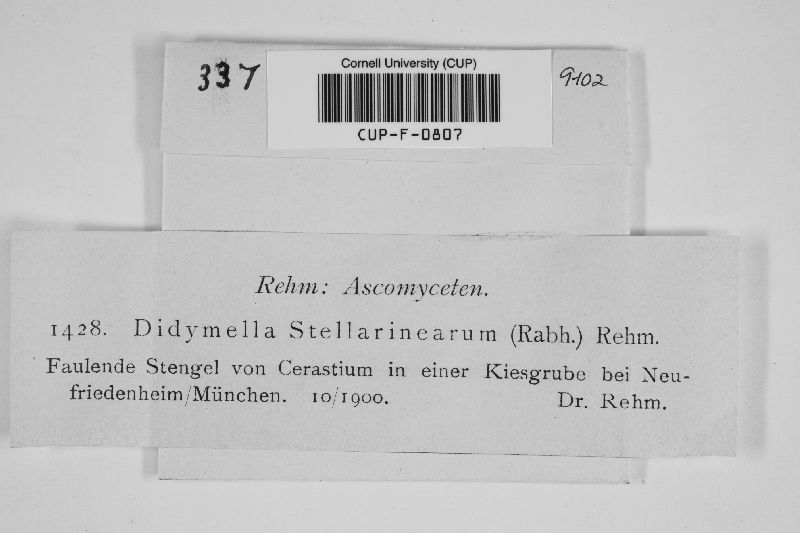 337
Cornell University (CUP)
CUP-F-0807
9102
Rehm: Ascomyceten.
1428. Didymella Stellarinearum (Rabh.) Rehm.
Faulende Stengel von Cerastium in einer Kiesgrube bei Neu-
friedenheim/München. 10/1900.
Dr. Rehm.